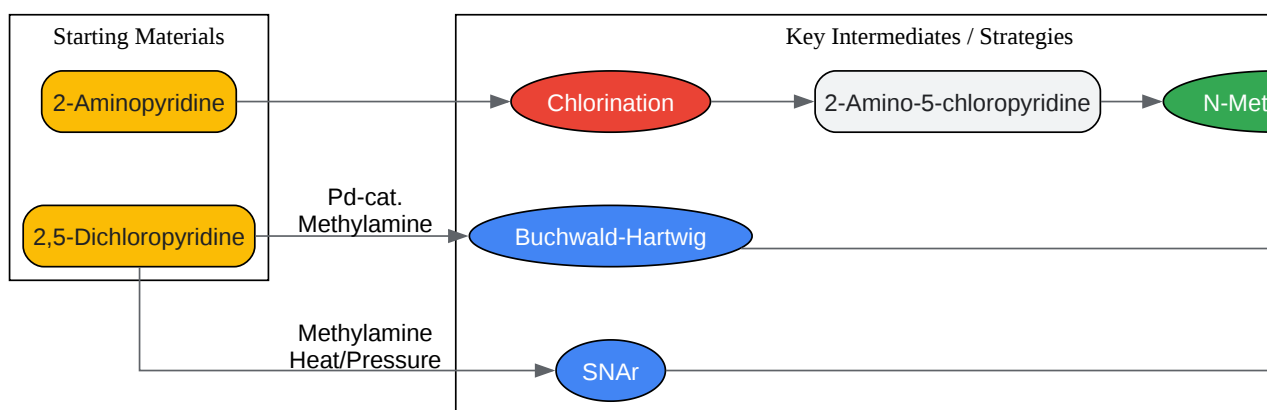 Starting Materials
Key Intermediates / Strategies
2-Aminopyridine
Chlorination
2-Amino-5-chloropyridine
N-Met
Pd-cat.
Methylamine
2,5-Dichloropyridine
Buchwald-Hartwig
Methylamine
Heat/Pressure
SNAr